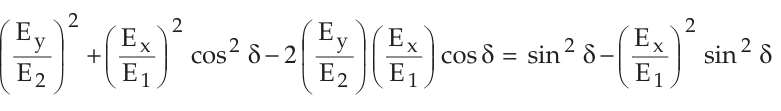 (E_y/E_2)^2 + (E_x/E_1)^2 cos^2 δ − 2 (E_y/E_2) (E_x/E_1) cos δ = sin^2 δ − (E_x/E_1)^2 sin^2 δ